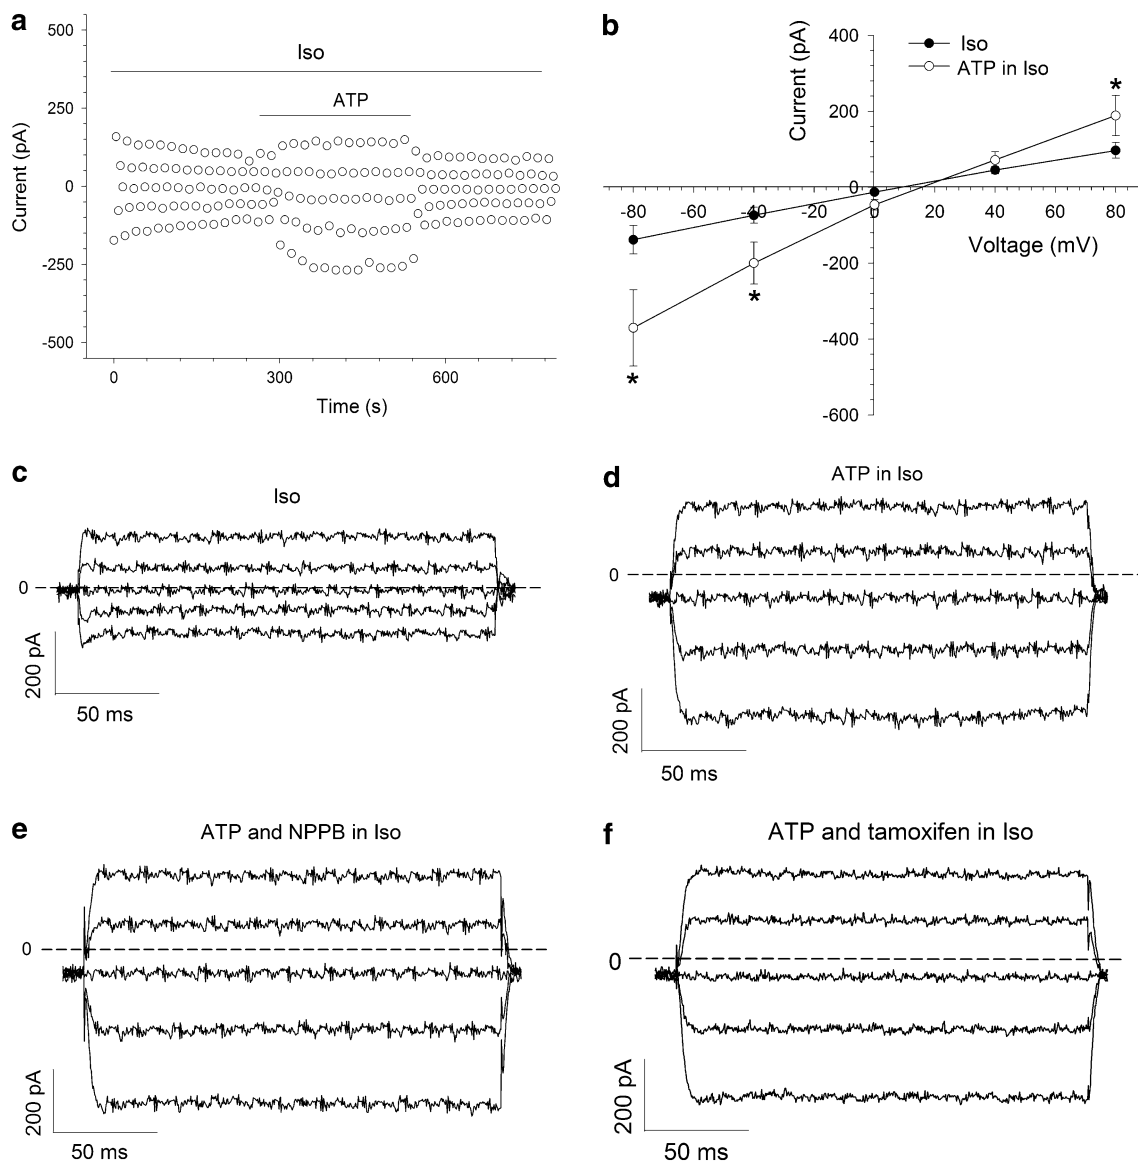 a
Iso
ATP
500
250
0
-250
-500
Current (pA)
0
300
600
Time (s)
b
Iso
ATP in Iso
400
200
0
-200
-400
-600
Current (pA)
-80
-60
-40
-20
0
20
40
60
80
Voltage (mV)
*
*
*
c
Iso
0
200 pA
50 ms
d
ATP in Iso
0
200 pA
50 ms
e
ATP and NPPB in Iso
0
200 pA
50 ms
f
ATP and tamoxifen in Iso
0
200 pA
50 ms